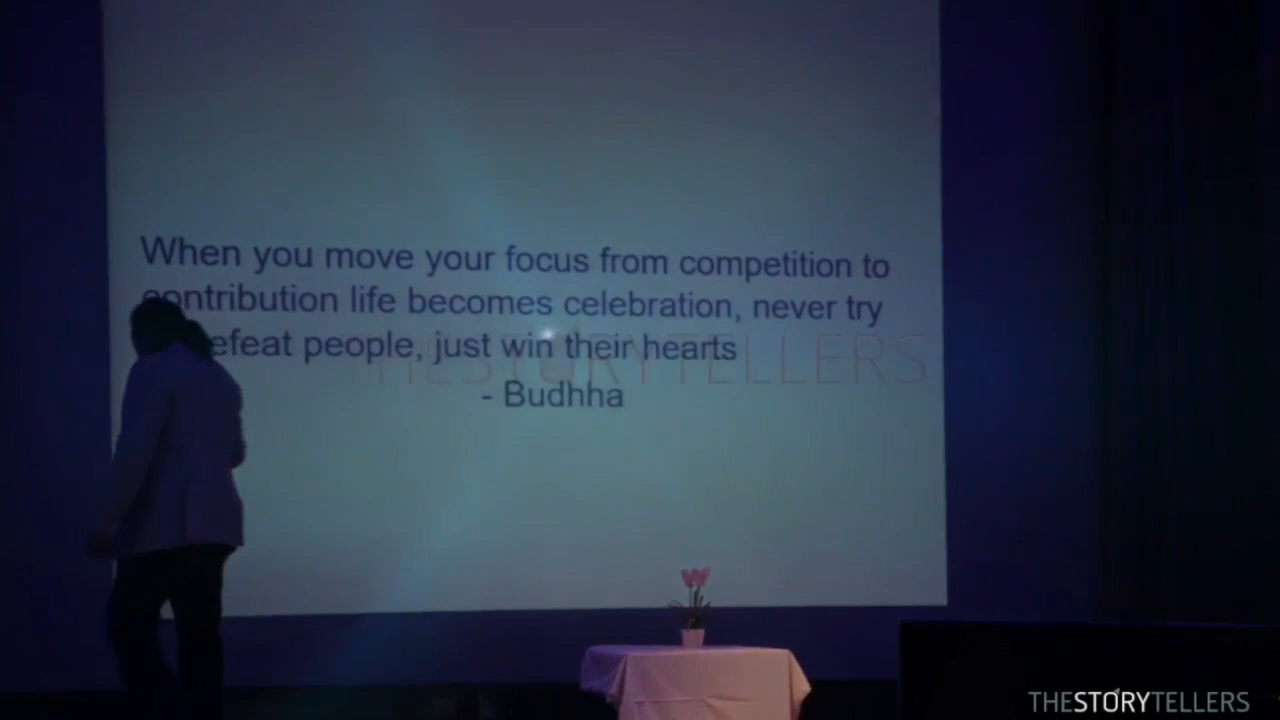 When you move your focus from competition to
contribution life becomes celebration, never try
efeat people, just win their hearts
- Budhha
THESTORYTELLERS
THESTORYTELLERS